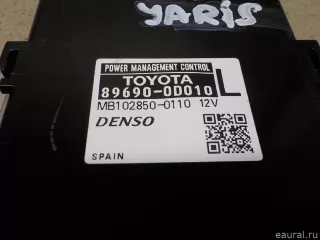 YARIS
POWER MANAGEMENT CONTROL
TOYOTA
89690-0D010 L
MB102850-0110 12V
DENSO
SPAIN
eaural.ru